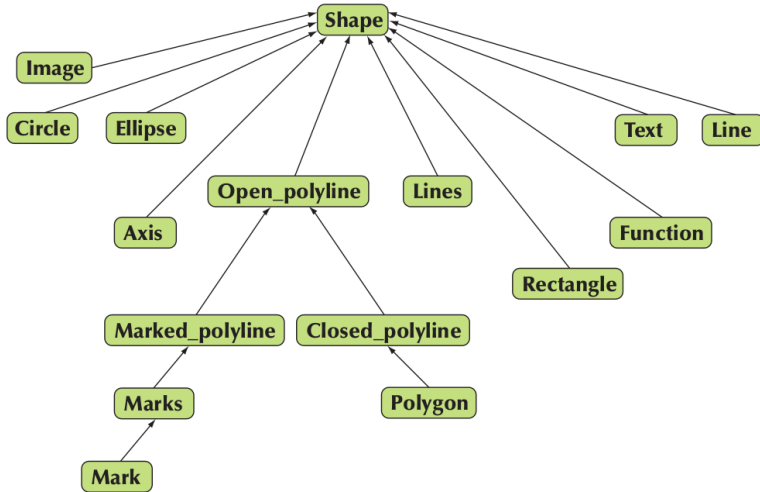 Shape
Image
Circle
Ellipse
Text
Line
Open_polyline
Lines
Axis
Function
Rectangle
Marked_polyline
Closed_polyline
Marks
Polygon
Mark